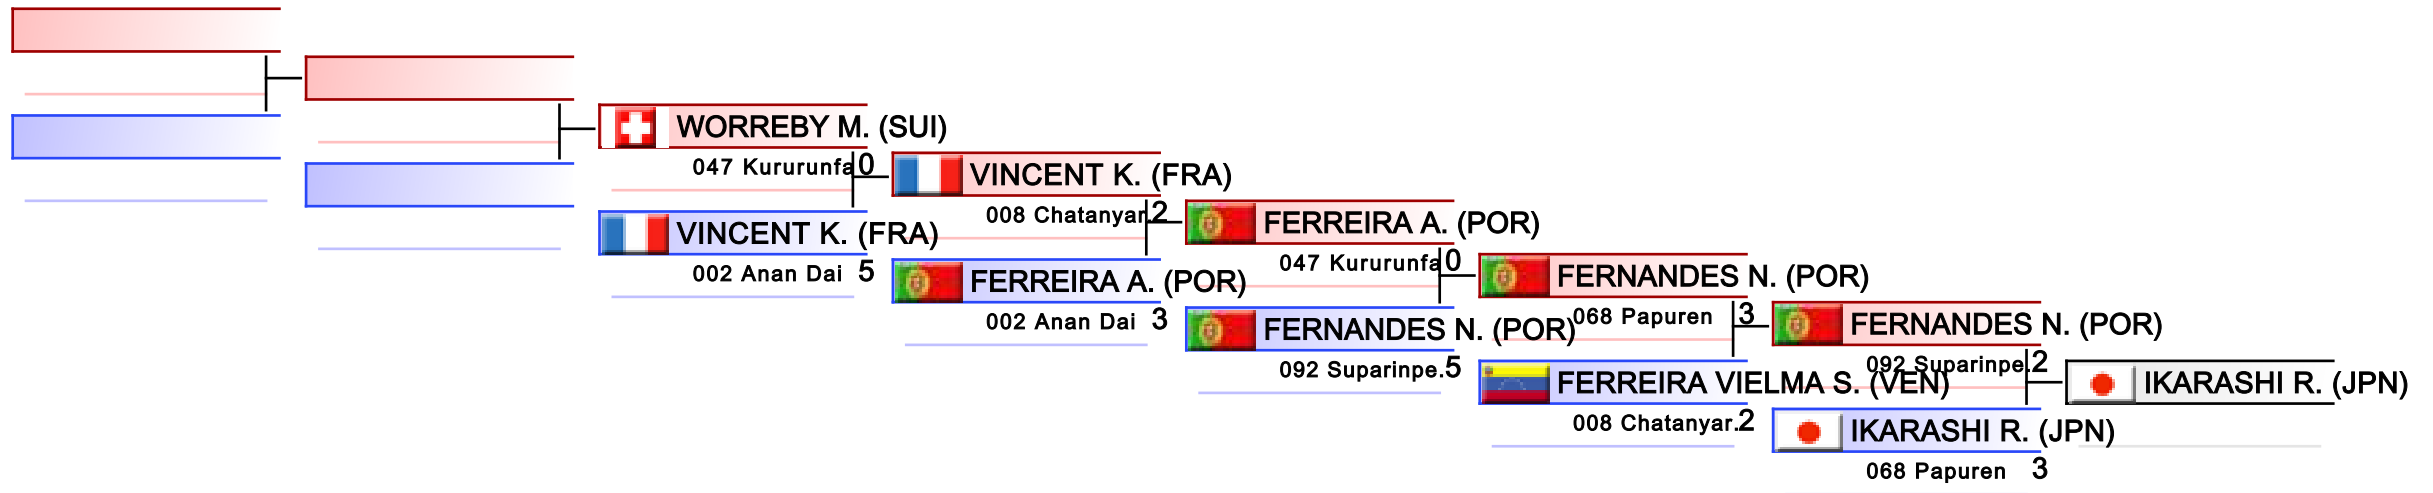 WORREBY M. (SUI)
047 Kururunfa 0
VINCENT K. (FRA)
002 Anan Dai 5
VINCENT K. (FRA)
008 Chatanyar. 2
FERREIRA A. (POR)
002 Anan Dai 3
FERREIRA A. (POR)
047 Kururunfa 0
FERNANDES N. (POR)
092 Suparinpe. 5
FERNANDES N. (POR)
068 Papuren 3
FERREIRA VIELMA S. (VEN)
008 Chatanyar. 2
FERNANDES N. (POR)
092 Suparinpe. 2
IKARASHI R. (JPN)
068 Papuren 3
IKARASHI R. (JPN)